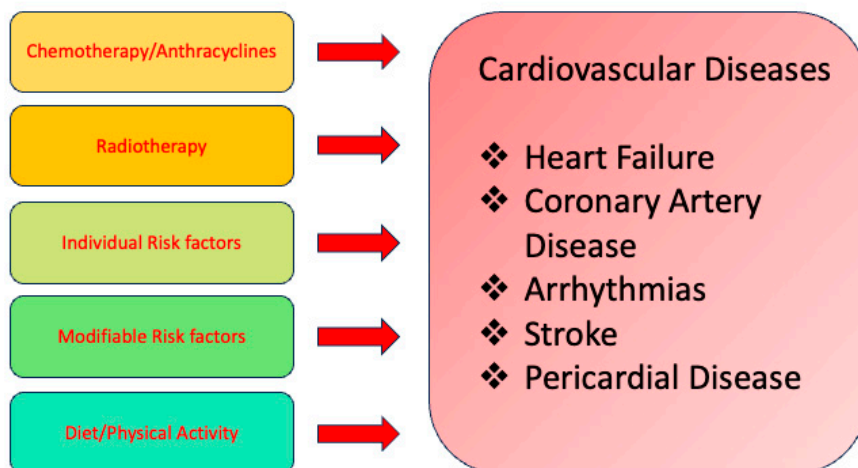 Chemotherapy/Anthracyclines
Radiotherapy
Individual Risk factors
Modifiable Risk factors
Diet/Physical Activity
Cardiovascular Diseases
❖ Heart Failure
❖ Coronary Artery
Disease
❖ Arrhythmias
❖ Stroke
❖ Pericardial Disease